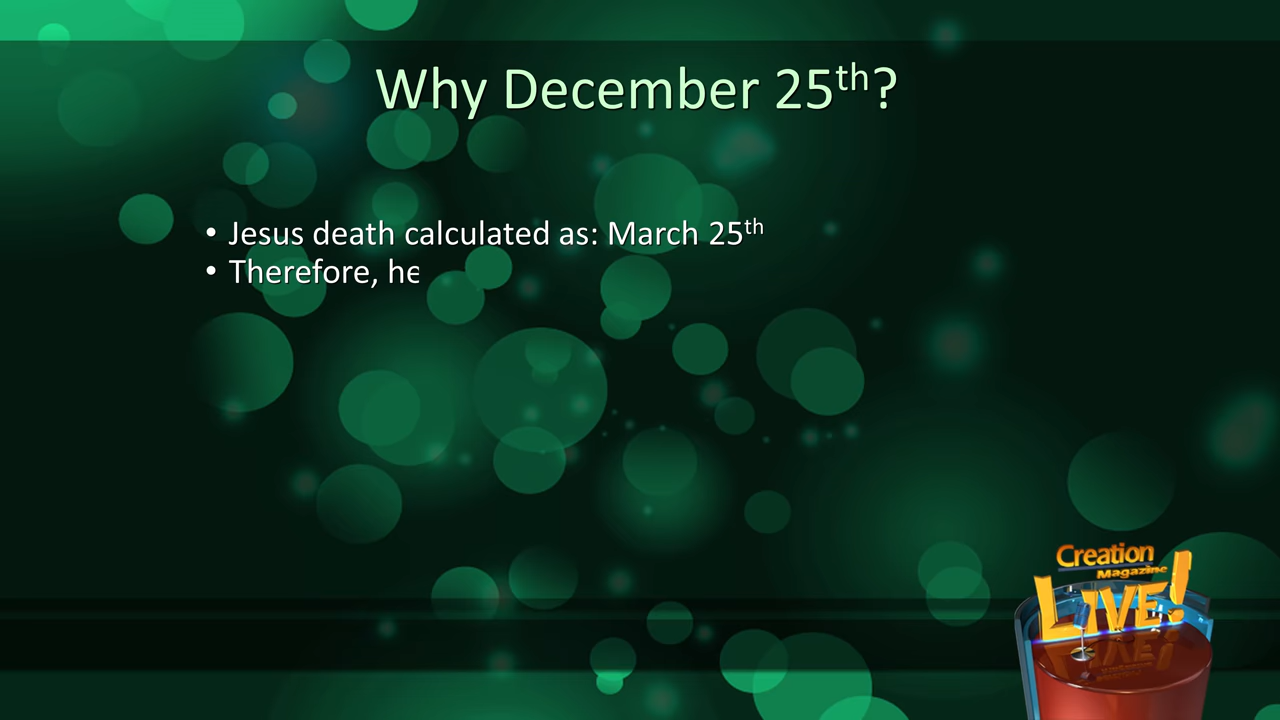 Why December 25th?
• Jesus death calculated as: March 25th
• Therefore, he
Creation
Magazine
LIVE!